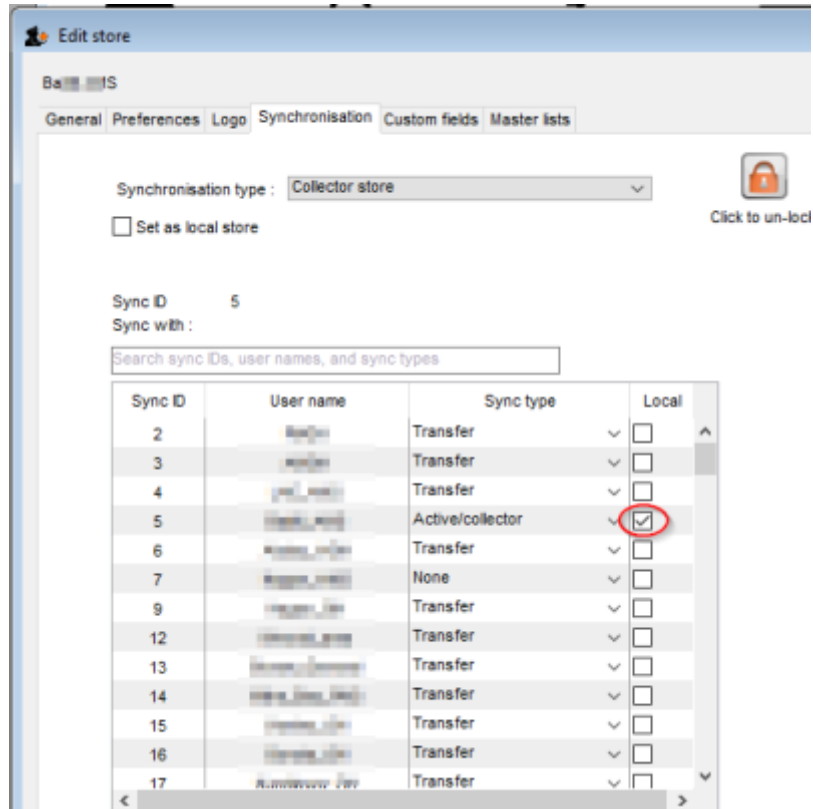 Edit store
General Preferences Logo Synchronisation Custom fields Master lists
Synchronisation type : Collector store
Click to un-loc
Set as local store
Sync ID 5
Sync with :
Search sync IDs, user names, and sync types
Sync ID User name Sync type Local
2 Transfer
3 Transfer
4 Transfer
5 Active/collector
6 Transfer
7 None
9 Transfer
12 Transfer
13 Transfer
14 Transfer
15 Transfer
16 Transfer
17 Transfer